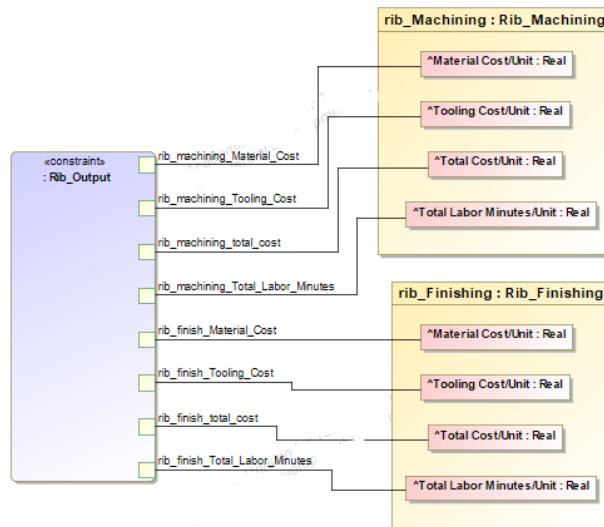 rib_Machining : Rib_Machining
^Material Cost/Unit : Real
^Tooling Cost/Unit : Real
^Total Cost/Unit : Real
^Total Labor Minutes/Unit : Real
«constraint»
: Rib_Output
rib_machining_Material_Cost
rib_machining_Tooling_Cost
rib_machining_total_cost
rib_machining_Total_Labor_Minutes
rib_finish_Material_Cost
rib_finish_Tooling_Cost
rib_finish_total_cost
rib_finish_Total_Labor_Minutes
rib_Finishing : Rib_Finishing
^Material Cost/Unit : Real
^Tooling Cost/Unit : Real
^Total Cost/Unit : Real
^Total Labor Minutes/Unit : Real